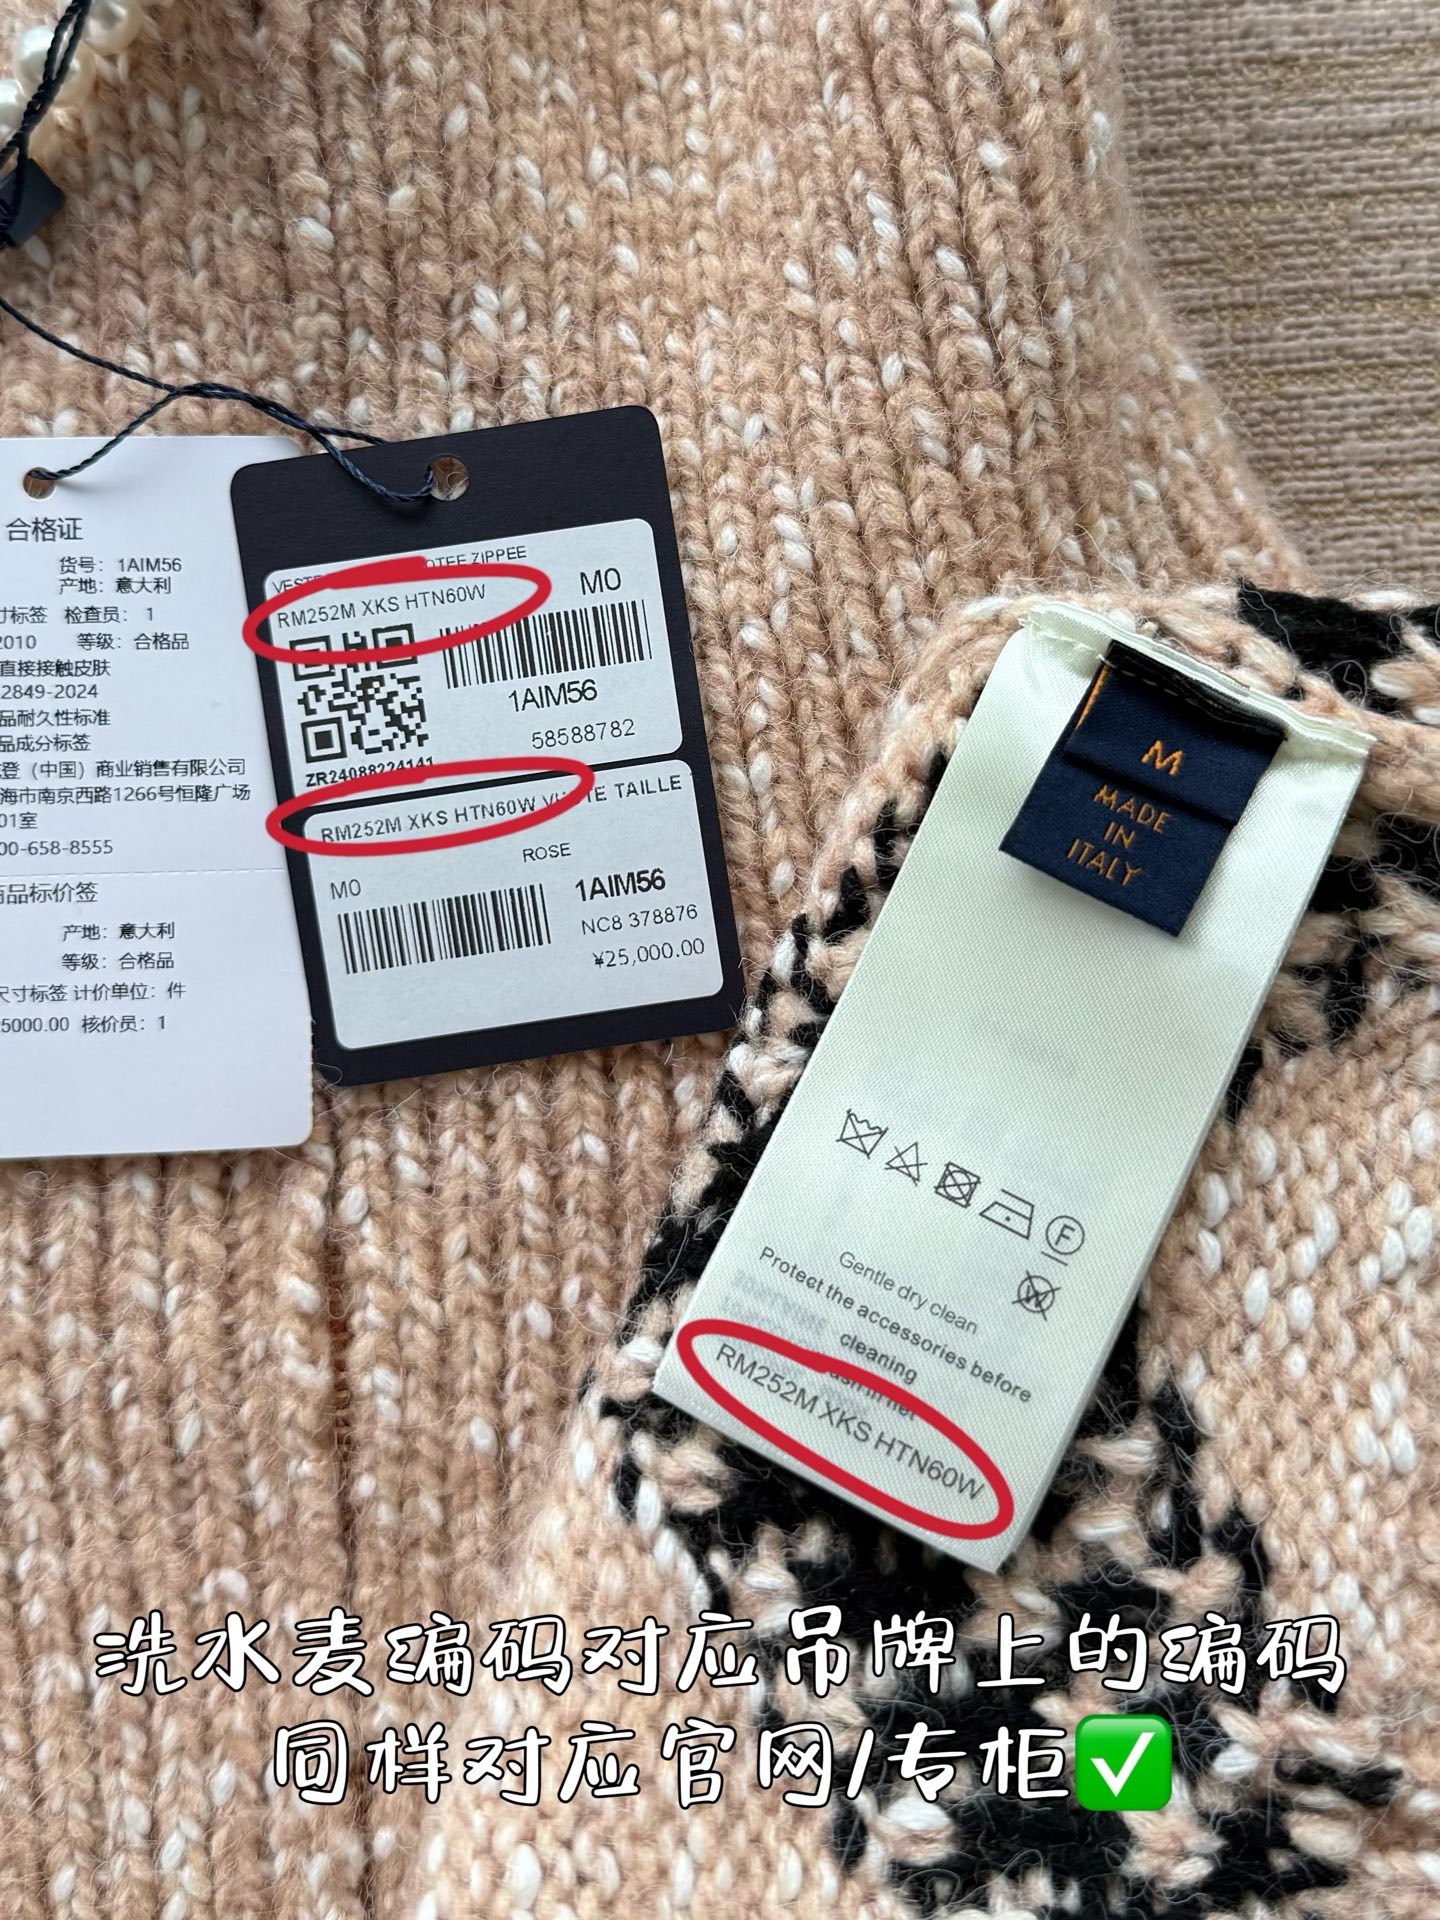 合格证
货号： 1AIM56
产地：意大利
寸标签 检查员： 1
2010 等级：合格品
直接接触皮肤
2849-2024
品耐久性标准
品成分标签
登（中国）商业销售有限公司
海市南京西路1266号恒隆广场
01室
00-658-8555
商品标价签
产地：意大利
等级：合格品
尺寸标签 计价单位：件
5000.00 核价员：1
ZIPPEE
RM252M XKS HTN60W
M0
1AIM56
58588782
ZR24088224141
RM252M XKS HTN60W TAILLE
ROSE
M0
1AIM56
NC8 378876
¥25,000.00
M
MADE
IN
ITALY
F
W
Gentle dry clean
Protect the accessories before
cleaning
RM252M XKS HTN60W
洗水麦编码对应吊牌上的编码
同样对应官网/专柜✅